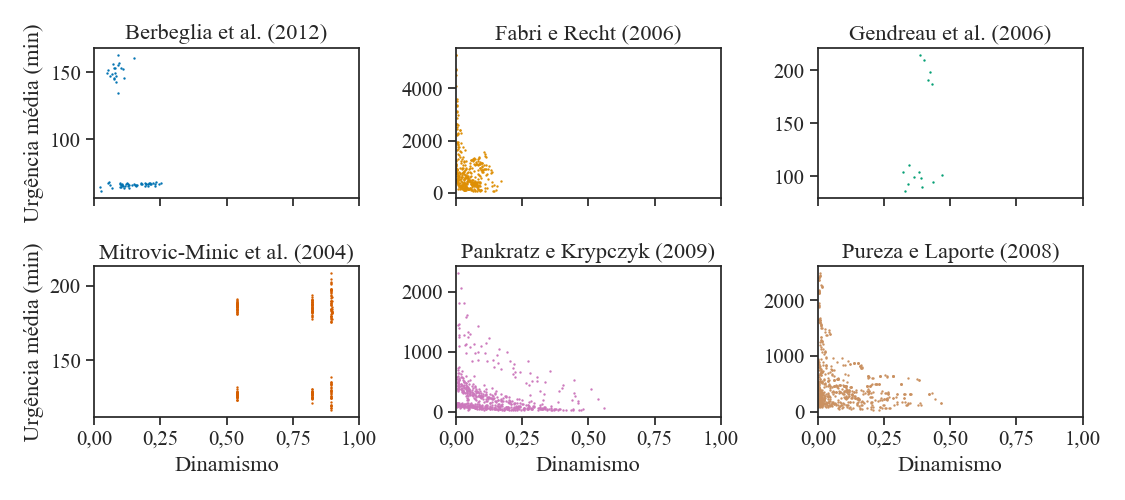 Berbeglia et al. (2012)
Fabri e Recht (2006)
Gendreau et al. (2006)
Urgência média (min)
150
100
4000
2000
0
200
150
100
Mitrovic-Minic et al. (2004)
Pankratz e Krypczyk (2009)
Pureza e Laporte (2008)
Urgência média (min)
200
150
2000
1000
0
2000
1000
0
0,00 0,25 0,50 0,75 1,00
0,00 0,25 0,50 0,75 1,00
0,00 0,25 0,50 0,75 1,00
Dinamismo
Dinamismo
Dinamismo